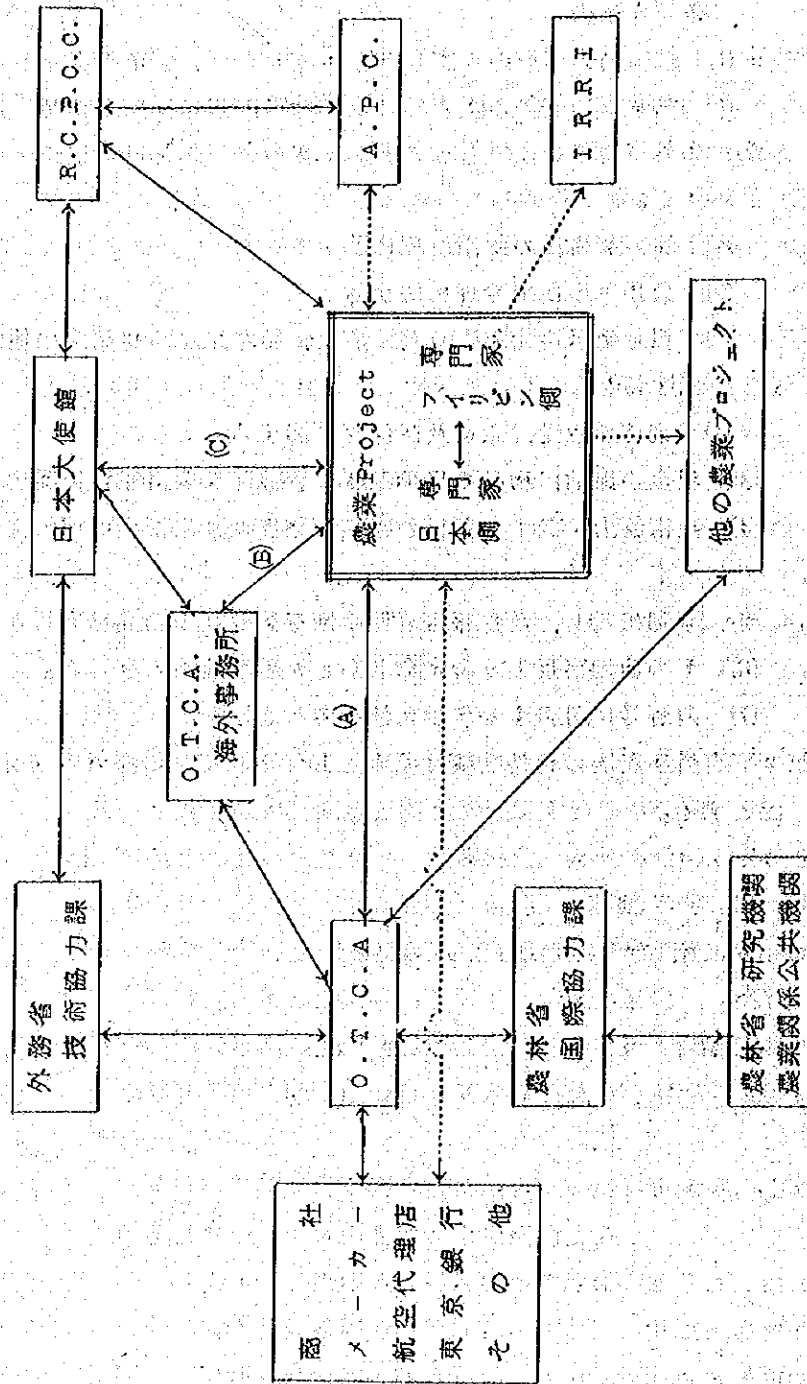 外務省
技術協力課
日本大使館
R.C.P.C.C.
O.T.C.A.
海外事務所
(A)
(B)
(C)
商社
メーカー
航空代理店
東京銀行
その他
O.T.C.A
農業Project
日本側
専門家
フィリピン側
専門家
A.P.C.
農林省
国際協力課
IRRI
農林省 研究機関
農業関係公共機関
他の農業プロジェクト